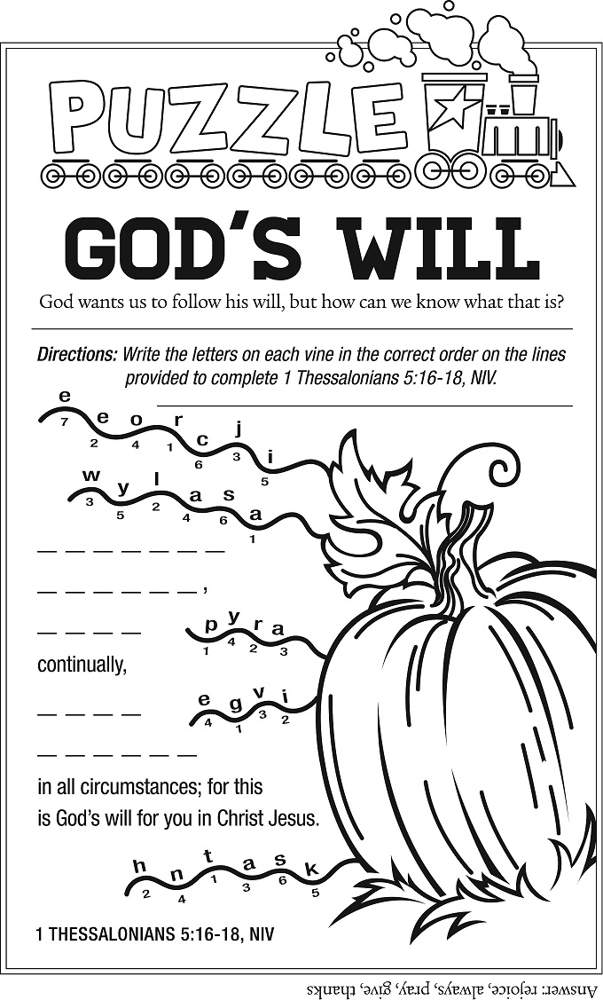 PUZZLE
GOD'S WILL
God wants us to follow his will, but how can we know what that is?
Directions: Write the letters on each vine in the correct order on the lines
provided to complete 1 Thessalonians 5:16-18, NIV.
e e o r c j i
7 2 4 1 6 3 5
w y l a s a
3 5 2 4 6 1
_ _ _ _ _ _ _
_ _ _ _ _ _,
_ _ _ _
p y r a
1 4 2 3
continually,
e g v i
4 1 3 2
_ _ _ _
_ _ _ _ _ _
in all circumstances; for this
is God's will for you in Christ Jesus.
h n t a s k
2 4 1 3 6 5
1 THESSALONIANS 5:16-18, NIV
Answer: rejoice, always, pray, give, thanks